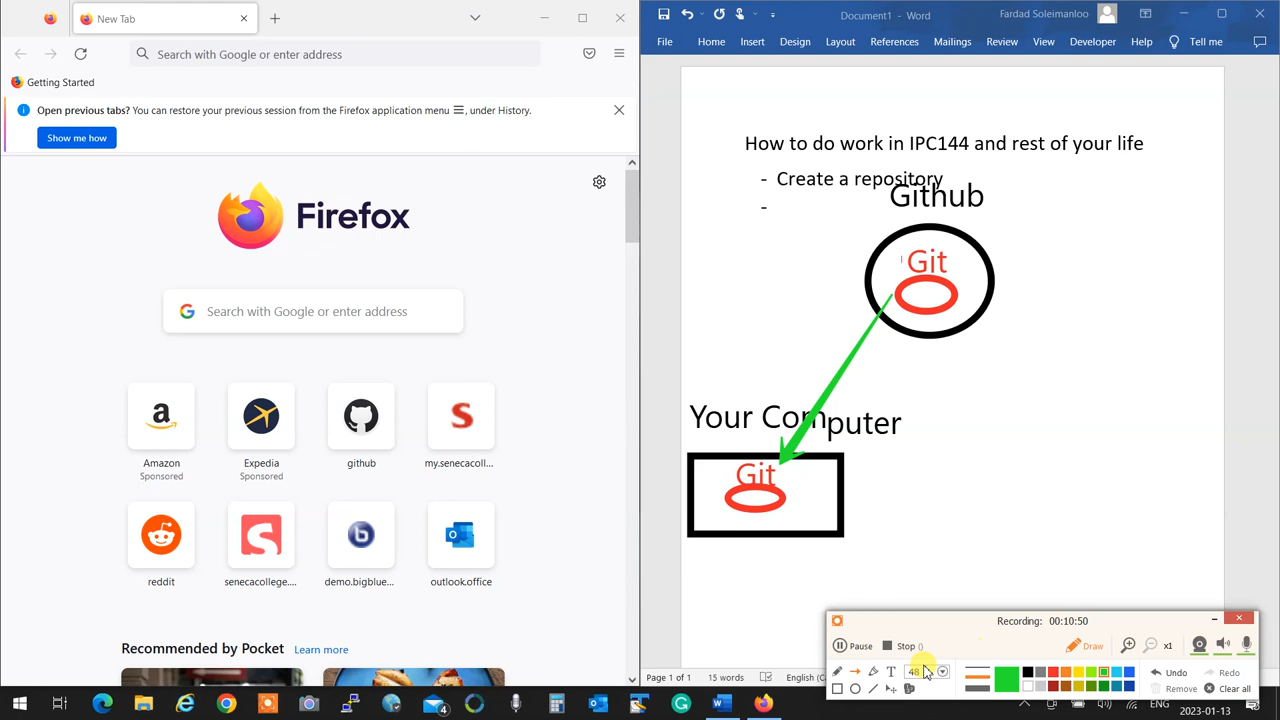 New Tab
Search with Google or enter address
Getting Started
Open previous tabs? You can restore your previous session from the Firefox application menu ☰, under History.
Show me how
Firefox
Search with Google or enter address
Amazon
Sponsored
Expedia
Sponsored
github
my.senecacoll...
reddit
senecacollege....
demo.bigblue...
outlook.office
Recommended by Pocket Learn more
Document1 - Word
Fardad Soleimanloo
File Home Insert Design Layout References Mailings Review View Developer Help Tell me
How to do work in IPC144 and rest of your life
- Create a repository
-
Github
Git
Your Computer
Git
Recording: 00:10:50
Pause Stop () Draw x1
T 48 Undo Redo
Remove Clear all
Page 1 of 1 15 words English (C
ENG 2023-01-13